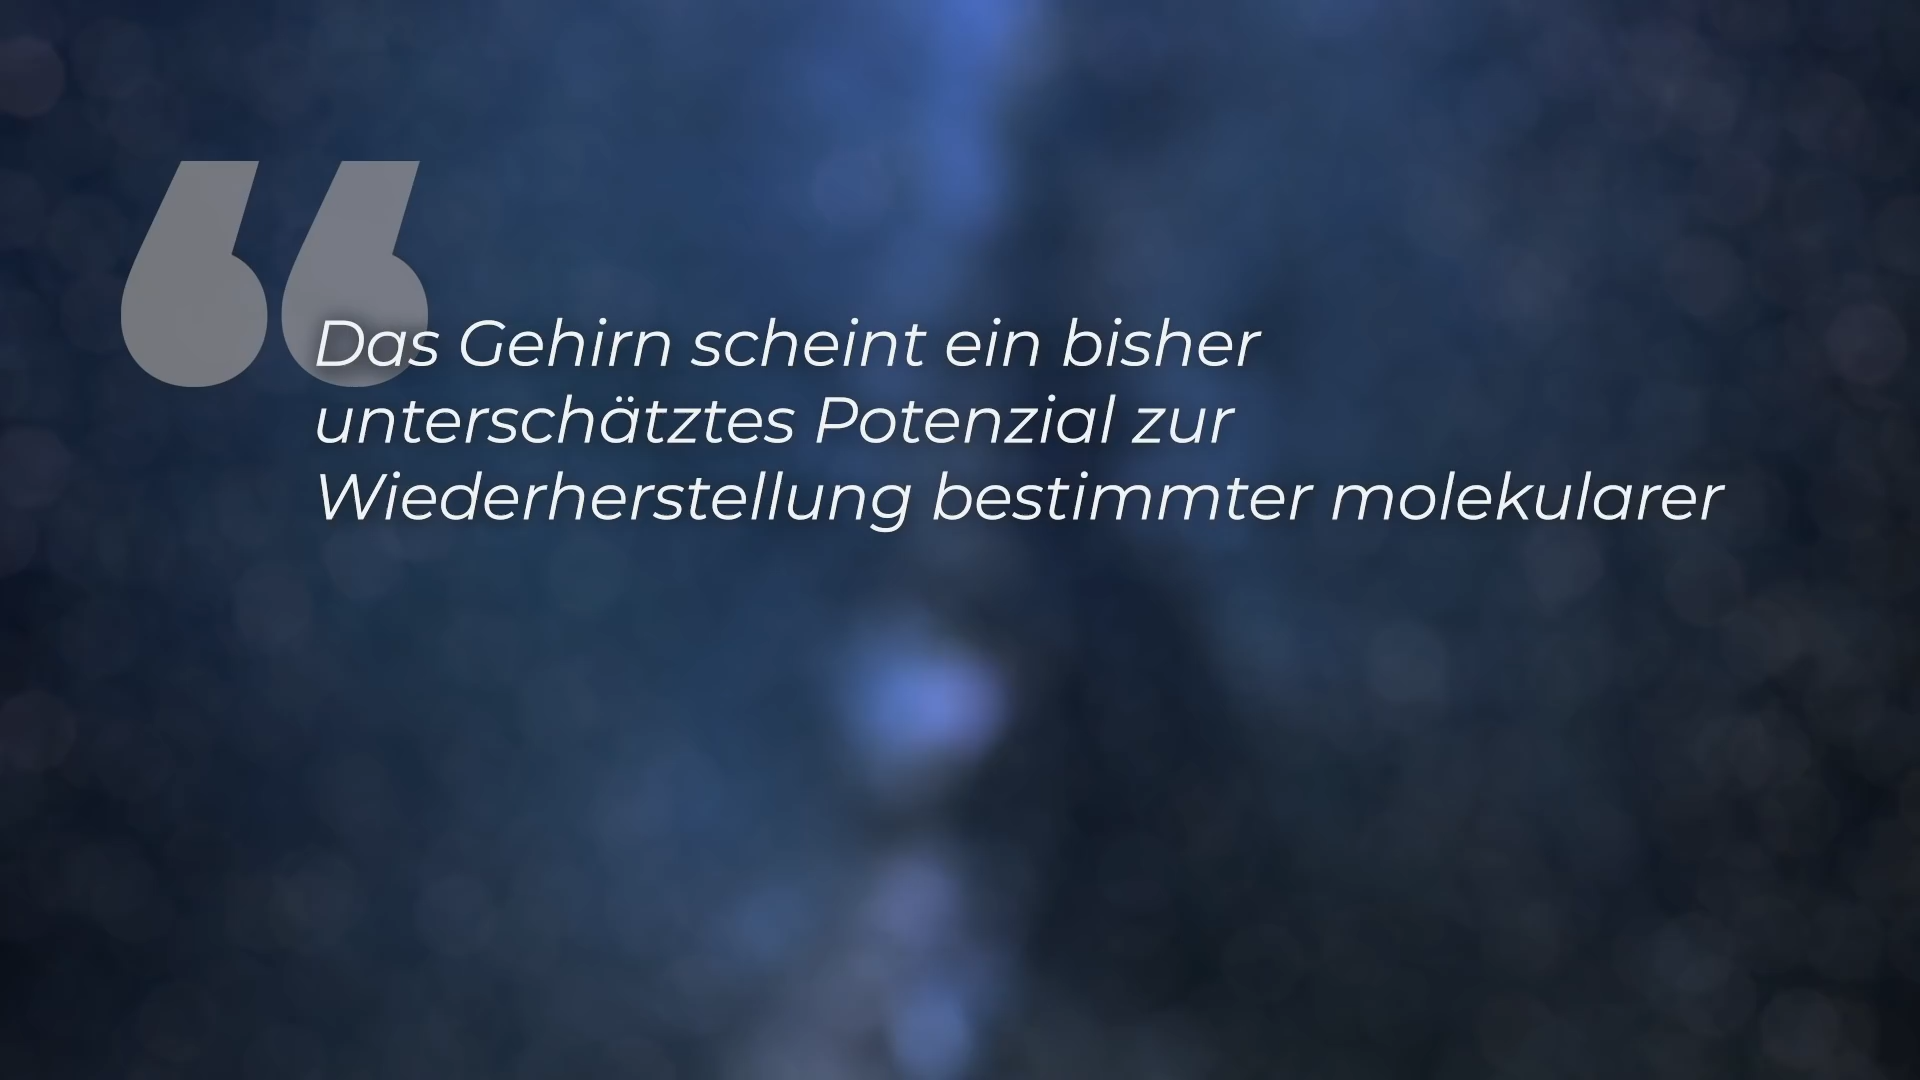 “
Das Gehirn scheint ein bisher
unterschätztes Potenzial zur
Wiederherstellung bestimmter molekularer